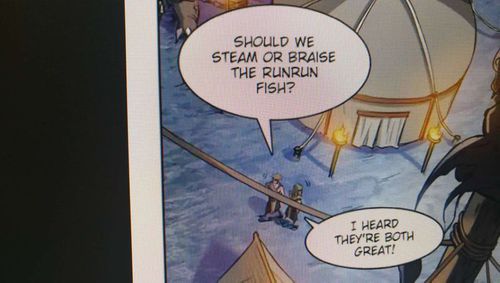 SHOULD WE
STEAM OR BRAISE
THE RUNRUN
FISH?
I HEARD
THEY'RE BOTH
GREAT!